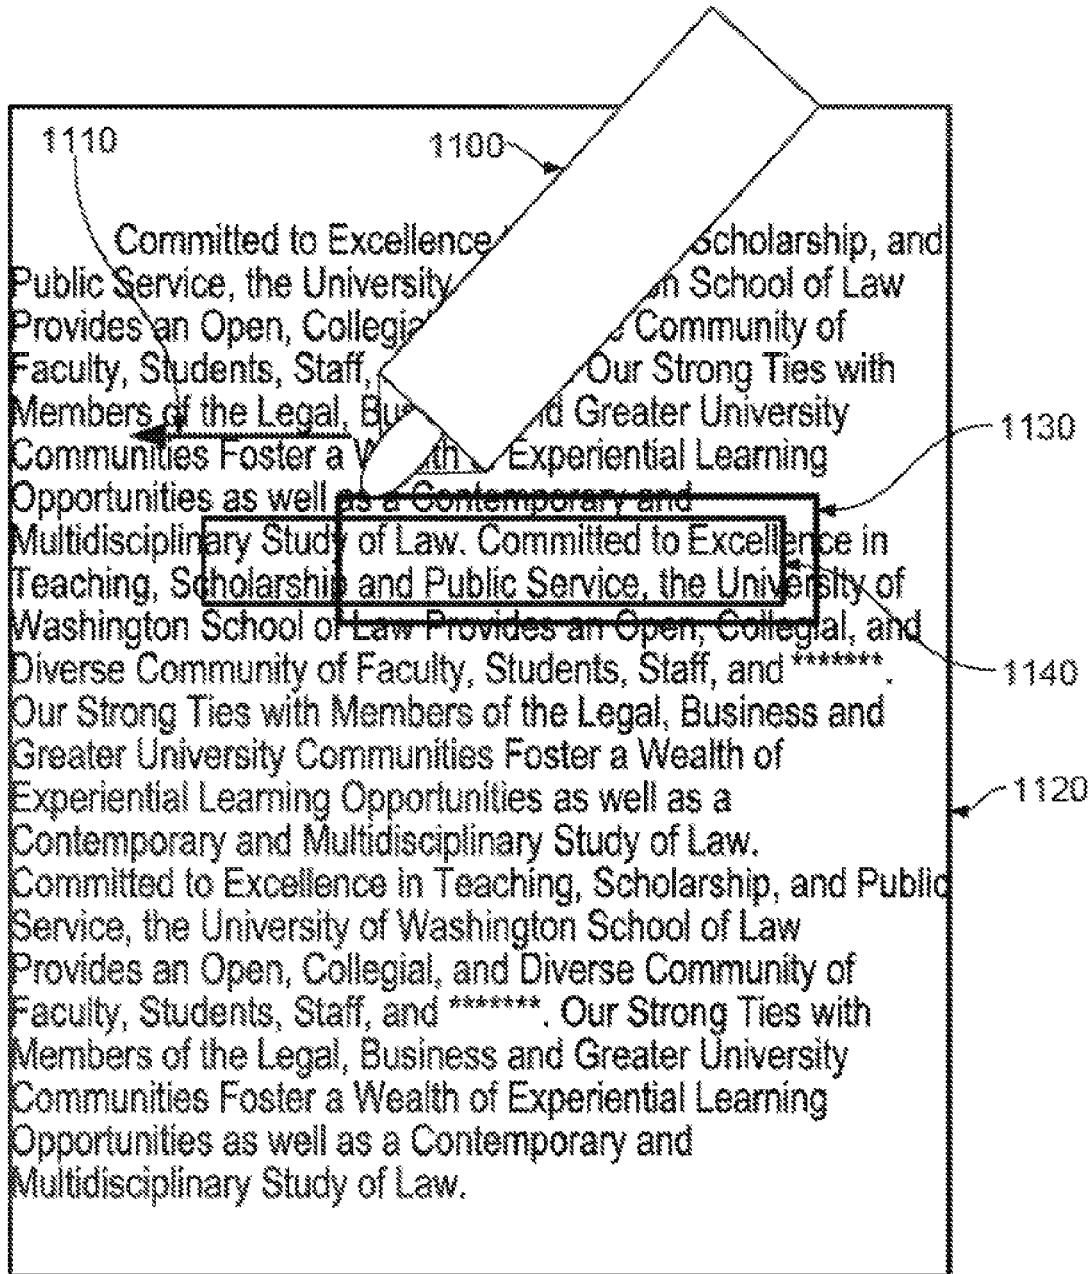 1110
1100
Committed to Excellence Scholarship, and
Public Service, the University School of Law
Provides an Open, Collegial Community of
Faculty, Students, Staff, Our Strong Ties with
Members of the Legal, Greater University
Communities Foster a Experiential Learning
1130
Opportunities as well as a Contemporary and
Multidisciplinary Study of Law. Committed to Excellence in
Teaching, Scholarship and Public Service, the University of
Washington School of Law Provides an Open, Collegial, and
Diverse Community of Faculty, Students, Staff, and *******.
1140
Our Strong Ties with Members of the Legal, Business and
Greater University Communities Foster a Wealth of
Experiential Learning Opportunities as well as a
1120
Contemporary and Multidisciplinary Study of Law.
Committed to Excellence in Teaching, Scholarship, and Public
Service, the University of Washington School of Law
Provides an Open, Collegial, and Diverse Community of
Faculty, Students, Staff, and *******. Our Strong Ties with
Members of the Legal, Business and Greater University
Communities Foster a Wealth of Experiential Learning
Opportunities as well as a Contemporary and
Multidisciplinary Study of Law.